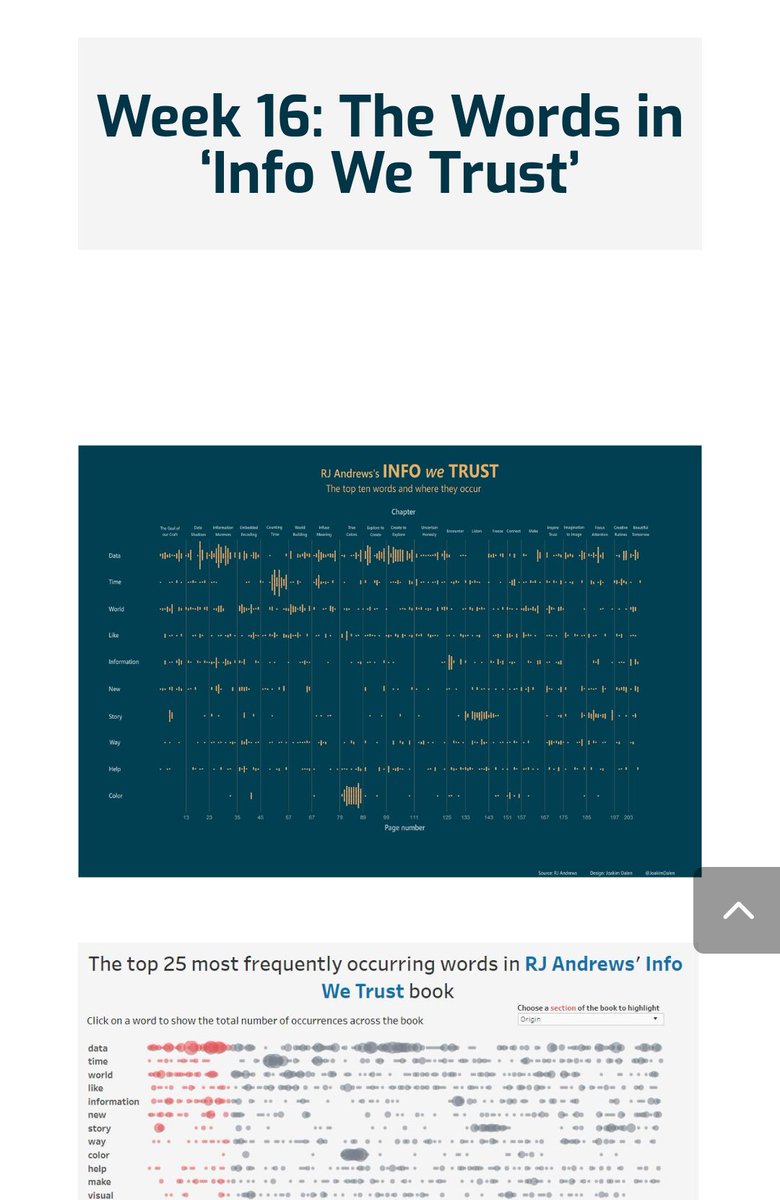 Week 16: The Words in
‘Info We Trust’
RJ Andrews's INFO we TRUST
The top ten words and where they occur
Chapter
The Goal of our Craft
Data Shadows
Information Murmurs
Embedded Encoding
Counting Time
World Building
Infuse Meaning
True Colors
Explore to Create
Create to Explore
Uncertain Honesty
Encounter
Listen
Freeze
Connect
Make
Inspire Trust
Imagination to Image
Focus Attention
Creative Routines
Beautiful Tomorrow
Data
Time
World
Like
Information
New
Story
Way
Help
Color
13 23 35 45 57 67 79 89 99 111 125 133 143 151 157 167 175 185 197 203
Page number
Source: RJ Andrews Design: Joakim Dalen @JoakimDalen
The top 25 most frequently occurring words in RJ Andrews’ Info
We Trust book
Choose a section of the book to highlight
Click on a word to show the total number of occurrences across the book
Origin
data
time
world
like
information
new
story
way
color
help
make
visual